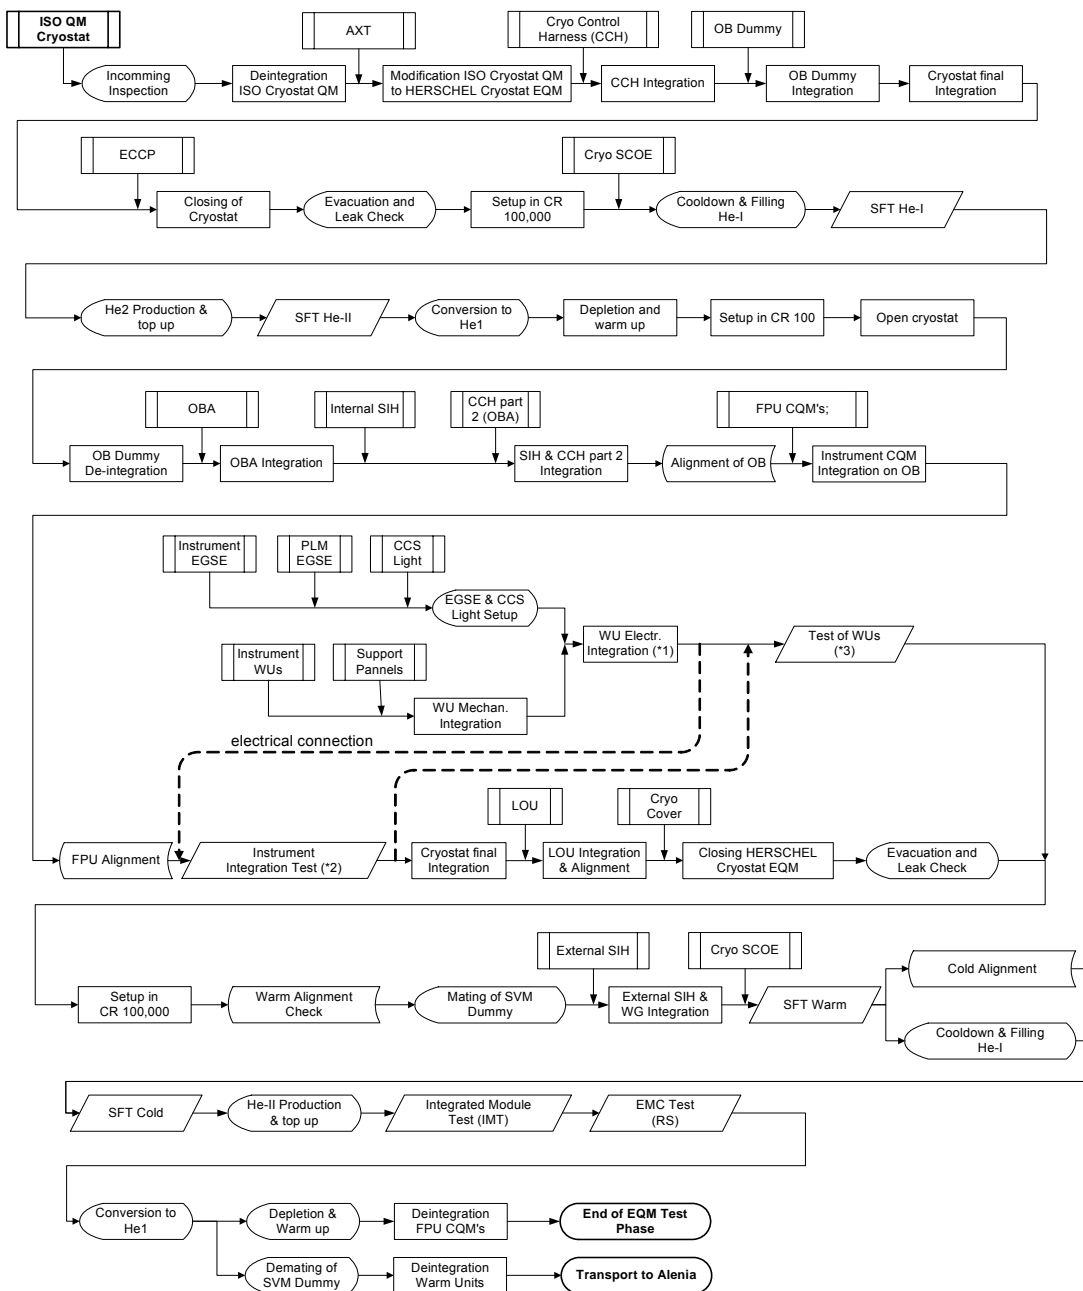 ISO QM
Cryostat
AXT
Cryo Control
Harness (CCH)
OB Dummy
Incomming
Inspection
Deintegration
ISO Cryostat QM
Modification ISO Cryostat QM
to HERSCHEL Cryostat EQM
CCH Integration
OB Dummy
Integration
Cryostat final
Integration
ECCP
Cryo SCOE
Closing of
Cryostat
Evacuation and
Leak Check
Setup in CR
100,000
Cooldown & Filling
He-I
SFT He-I
He2 Production &
top up
SFT He-II
Conversion to
He1
Depletion and
warm up
Setup in CR 100
Open cryostat
OBA
Internal SIH
CCH part
2 (OBA)
FPU CQM's;
OB Dummy
De-integration
OBA Integration
SIH & CCH part 2
Integration
Alignment of OB
Instrument CQM
Integration on OB
Instrument
EGSE
PLM
EGSE
CCS
Light
EGSE & CCS
Light Setup
WU Electr.
Integration (*1)
Test of WUs
(*3)
Instrument
WUs
Support
Pannels
WU Mechan.
Integration
electrical connection
LOU
Cryo
Cover
FPU Alignment
Instrument
Integration Test (*2)
Cryostat final
Integration
LOU Integration
& Alignment
Closing HERSCHEL
Cryostat EQM
Evacuation and
Leak Check
External SIH
Cryo SCOE
Setup in
CR 100,000
Warm Alignment
Check
Mating of SVM
Dummy
External SIH &
WG Integration
SFT Warm
Cold Alignment
Cooldown & Filling
He-I
SFT Cold
He-II Production
& top up
Integrated Module
Test (IMT)
EMC Test
(RS)
Conversion to
He1
Depletion &
Warm up
Deintegration
FPU CQM's
End of EQM Test
Phase
Demating of
SVM Dummy
Deintegration
Warm Units
Transport to Alenia